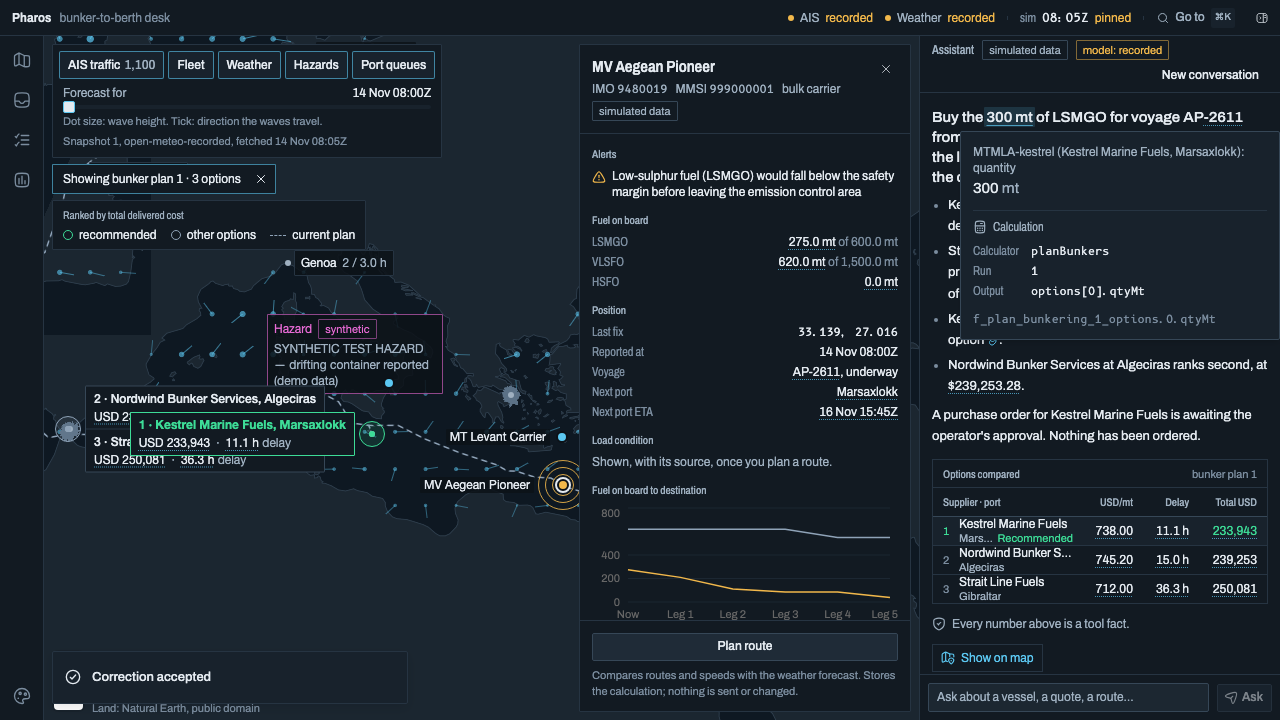 Pharos bunker-to-berth desk
AIS recorded Weather recorded sim 08:05Z pinned Go to ⌘K
AIS traffic 1,100
Fleet
Weather
Hazards
Port queues
Forecast for 14 Nov 08:00Z
Dot size: wave height. Tick: direction the waves travel.
Snapshot 1, open-meteo-recorded, fetched 14 Nov 08:05Z
Showing bunker plan 1 · 3 options
Ranked by total delivered cost
recommended other options current plan
Genoa 2 / 3.0 h
Hazard synthetic
SYNTHETIC TEST HAZARD
— drifting container reported
(demo data)
2 · Nordwind Bunker Services, Algeciras
USD 2
1 · Kestrel Marine Fuels, Marsaxlokk
USD 233,943 · 11.1 h delay
3 · Stra
USD 250,081 · 36.3 h delay
MT Levant Carrier
MV Aegean Pioneer
Correction accepted
Land: Natural Earth, public domain
MV Aegean Pioneer
IMO 9480019 MMSI 999000001 bulk carrier
simulated data
Alerts
Low-sulphur fuel (LSMGO) would fall below the safety
margin before leaving the emission control area
Fuel on board
LSMGO 275.0 mt of 600.0 mt
VLSFO 620.0 mt of 1,500.0 mt
HSFO 0.0 mt
Position
Last fix 33.139, 27.016
Reported at 14 Nov 08:00Z
Voyage AP-2611, underway
Next port Marsaxlokk
Next port ETA 16 Nov 15:45Z
Load condition
Shown, with its source, once you plan a route.
Fuel on board to destination
800
400
200
0
Now Leg 1 Leg 2 Leg 3 Leg 4 Leg 5
Plan route
Compares routes and speeds with the weather forecast. Stores
the calculation; nothing is sent or changed.
Assistant simulated data model: recorded
New conversation
Buy the 300 mt of LSMGO for voyage AP-2611
from
the l
the c
MTMLA-kestrel (Kestrel Marine Fuels, Marsaxlokk):
quantity
300 mt
Calculation
Calculator planBunkers
Run 1
Output options[0].qtyMt
f_plan_bunkering_1_options.0.qtyMt
Ke
de
St
pr
of
Ke
option
Nordwind Bunker Services at Algeciras ranks second, at
$239,253.28.
A purchase order for Kestrel Marine Fuels is awaiting the
operator's approval. Nothing has been ordered.
Options compared bunker plan 1
Supplier · port USD/mt Delay Total USD
1 Kestrel Marine Fuels 738.00 11.1 h 233,943
Mars... Recommended
2 Nordwind Bunker S... 745.20 15.0 h 239,253
Algeciras
3 Strait Line Fuels 712.00 36.3 h 250,081
Gibraltar
Every number above is a tool fact.
Show on map
Ask about a vessel, a quote, a route...
Ask